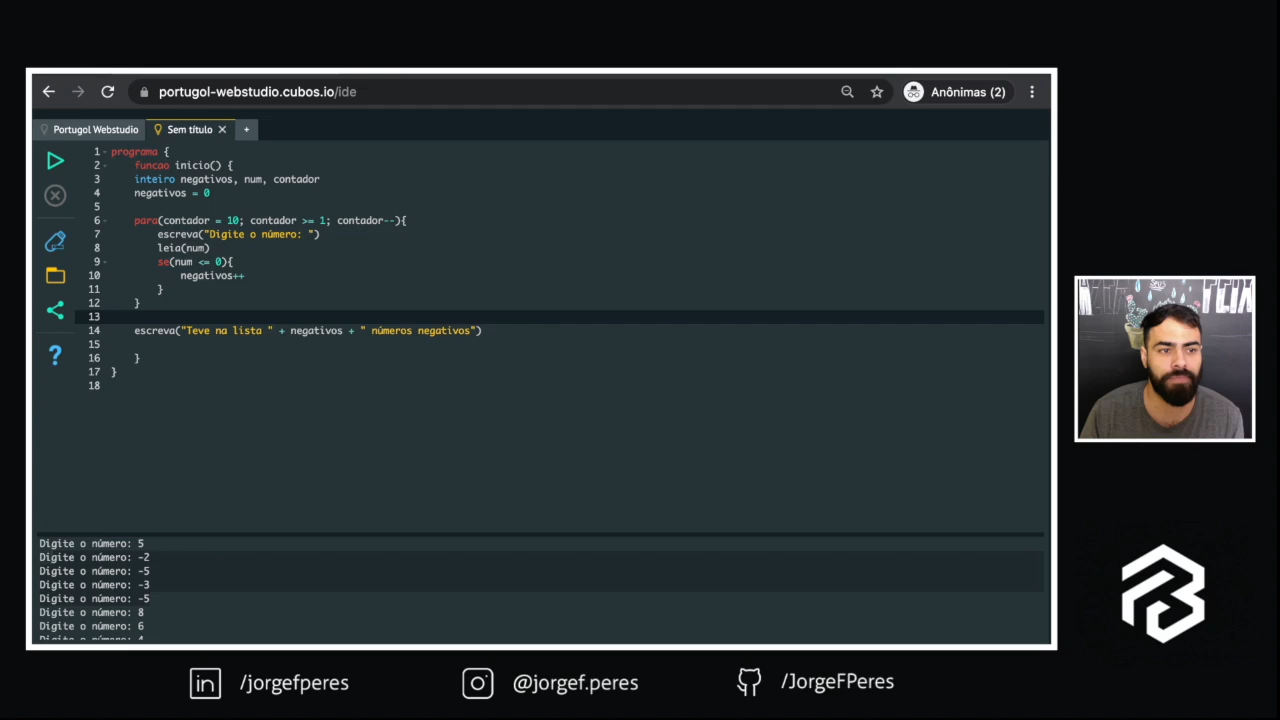 portugol-webstudio.cubos.io/ide
Anônimas (2)
Portugol Webstudio
Sem título
+
1 programa {
2 funcao inicio() {
3 inteiro negativos, num, contador
4 negativos = 0
5
6 para(contador = 10; contador >= 1; contador--){
7 escreva("Digite o número: ")
8 leia(num)
9 se(num <= 0){
10 negativos++
11 }
12 }
13
14 escreva("Teve na lista " + negativos + " números negativos")
15
16 }
17 }
18
?
Digite o número: 5
Digite o número: -2
Digite o número: -5
Digite o número: -3
Digite o número: -5
Digite o número: 8
Digite o número: 6
Digite o número: 4
in /jorgefperes
@jorgef.peres
/JorgeFPeres